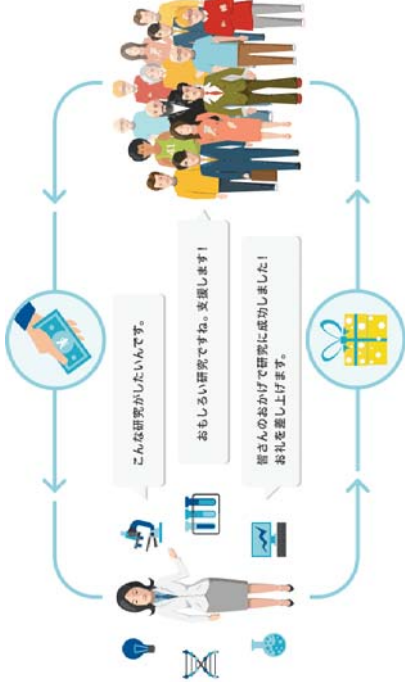 こんな研究がしたいんです。
おもしろい研究ですね。支援します!
皆さんのおかげで研究に成功しました!
お礼を差し上げます。